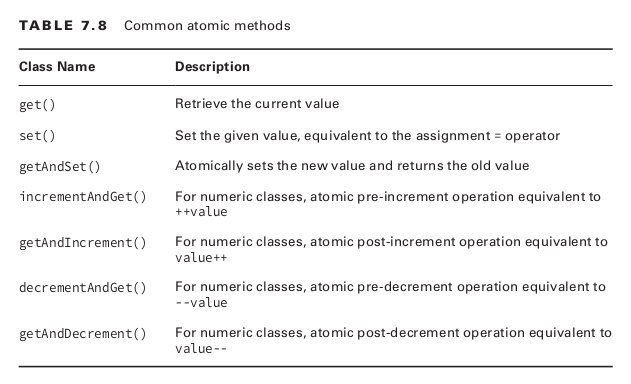 TABLE 7.8 Common atomic methods
Class Name Description
get() Retrieve the current value
set() Set the given value, equivalent to the assignment = operator
getAndSet() Atomically sets the new value and returns the old value
incrementAndGet() For numeric classes, atomic pre-increment operation equivalent to
++value
getAndIncrement() For numeric classes, atomic post-increment operation equivalent to
value++
decrementAndGet() For numeric classes, atomic pre-decrement operation equivalent to
--value
getAndDecrement() For numeric classes, atomic post-decrement operation equivalent to
value--